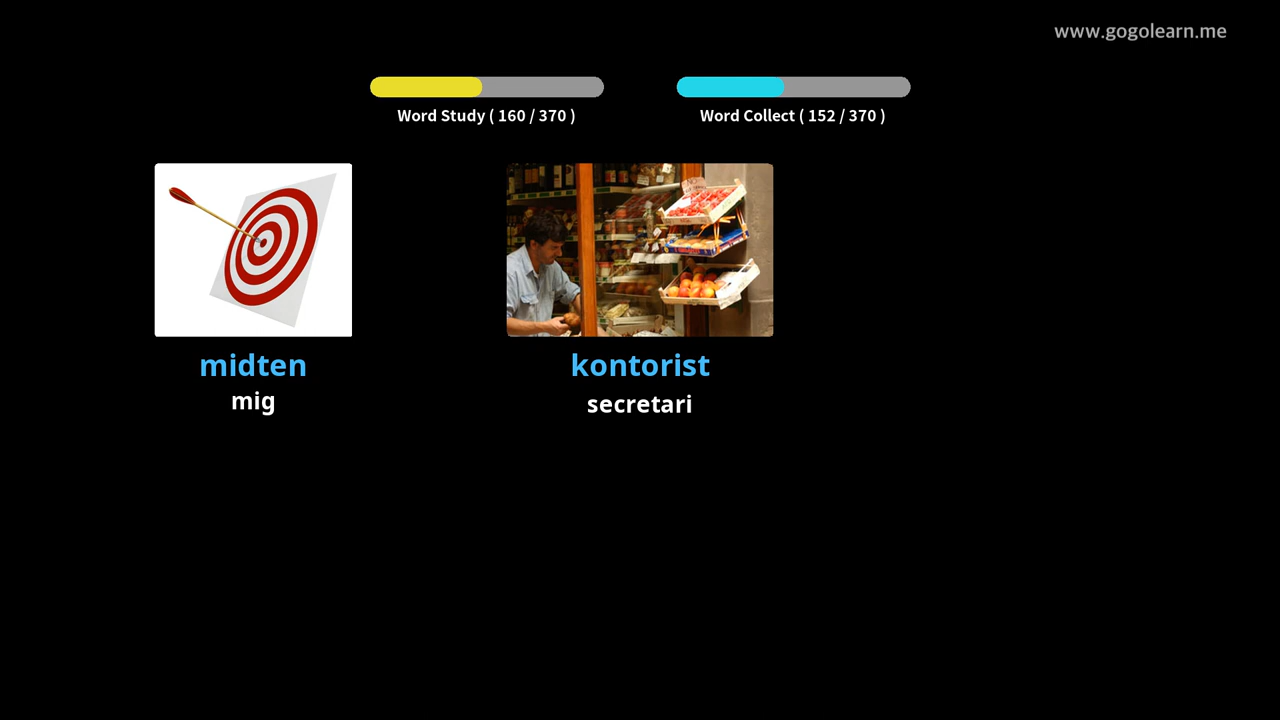 www.gogolearn.me
Word Study ( 160 / 370 )
Word Collect ( 152 / 370 )
midten
mig
kontorist
secretari